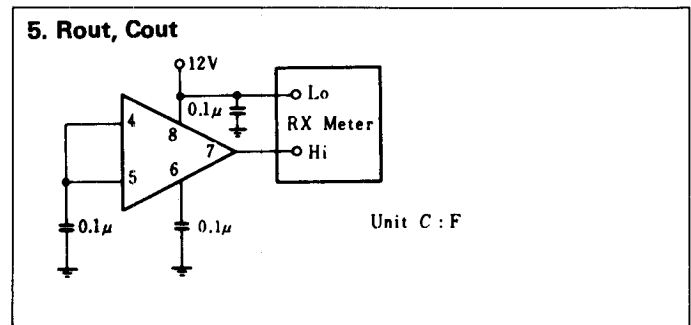 5. Rout, Cout
12V
Lo
0.1μ
RX Meter
4
8
7
Hi
5
6
0.1μ
0.1μ
Unit C : F